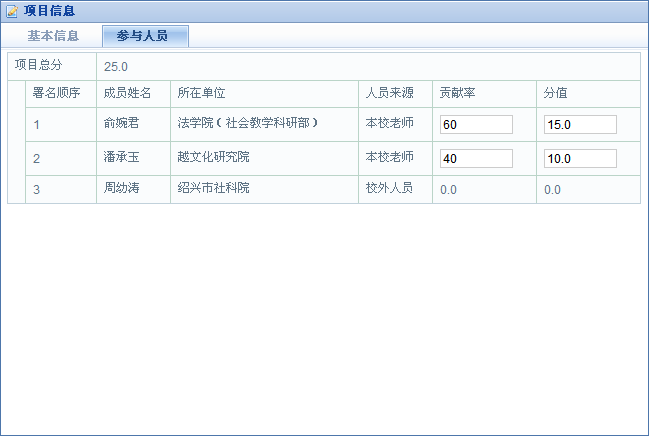 项目信息
基本信息 参与人员
项目总分 25.0
署名顺序 成员姓名 所在单位 人员来源 贡献率 分值
1 俞婉君 法学院（社会教学科研部） 本校老师 60 15.0
2 潘承玉 越文化研究院 本校老师 40 10.0
3 周幼涛 绍兴市社科院 校外人员 0.0 0.0